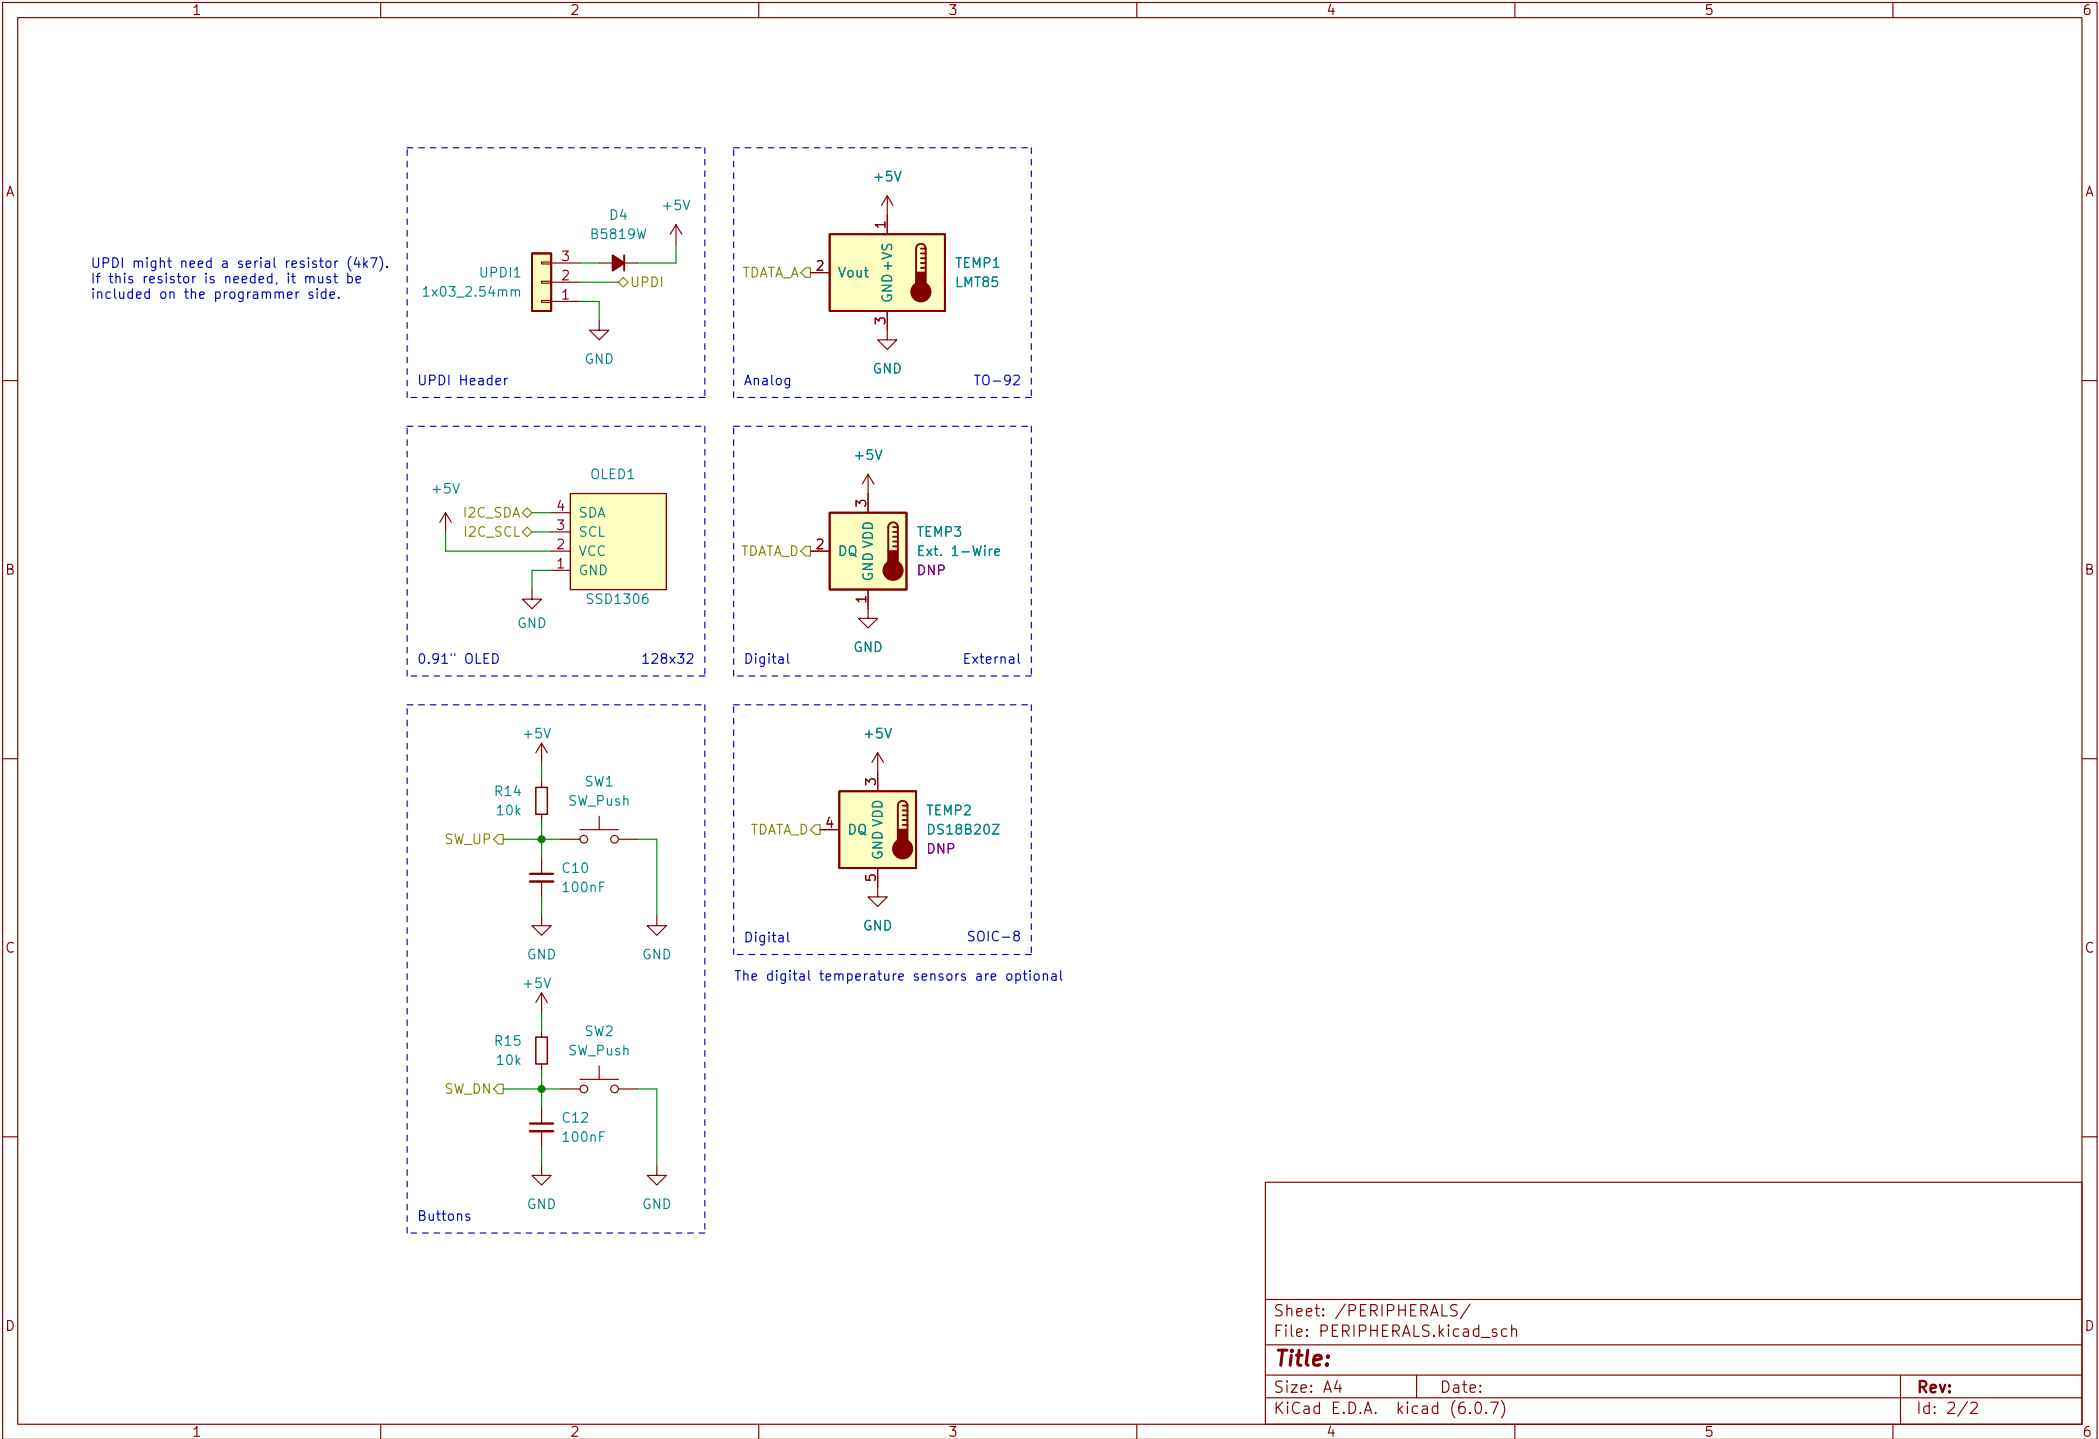 1 2 3 4 5 6
A A
B B
C C
D D
UPDI might need a serial resistor (4k7).
If this resistor is needed, it must be
included on the programmer side.
+5V
D4
B5819W
3
2
1
UPDI1
1x03_2.54mm
UPDI
GND
UPDI Header
+5V
1
TDATA_A
2
Vout
+VS
GND
3
TEMP1
LMT85
GND
Analog
TO-92
OLED1
+5V
I2C_SDA
4
SDA
I2C_SCL
3
SCL
2
VCC
1
GND
SSD1306
GND
0.91" OLED
128x32
+5V
3
TDATA_D
2
DQ
VDD
GND
1
TEMP3
Ext. 1-Wire
DNP
GND
Digital
External
+5V
R14
10k
SW1
SW_Push
SW_UP
C10
100nF
GND
GND
+5V
R15
10k
SW2
SW_Push
SW_DN
C12
100nF
GND
GND
Buttons
+5V
3
TDATA_D
4
DQ
VDD
GND
5
TEMP2
DS18B20Z
DNP
GND
Digital
SOIC-8
The digital temperature sensors are optional
Sheet: /PERIPHERALS/
File: PERIPHERALS.kicad_sch
Title:
Size: A4
Date:
Rev:
KiCad E.D.A. kicad (6.0.7)
Id: 2/2
1 2 3 4 5 6